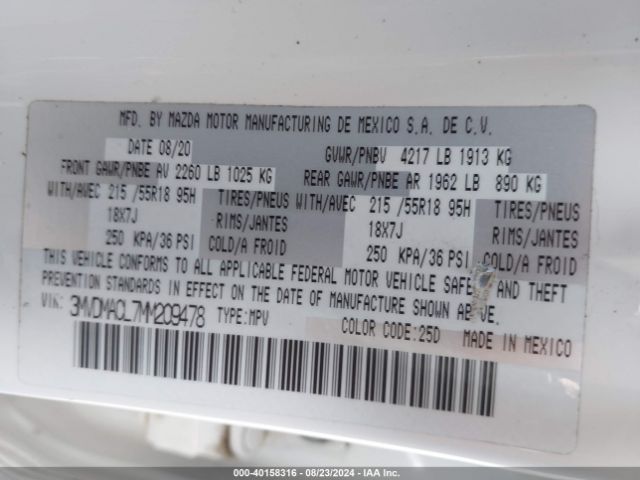 MFD. BY MAZDA MOTOR MANUFACTURING DE MEXICO S.A. DE C.V.
DATE 08/20 GVWR/PNBV 4217 LB 1913 KG
FRONT GAWR/PNBE AV 2260 LB 1025 KG REAR GAWR/PNBE AR 1962 LB 890 KG
WITH/AVEC 215 /55R18 95H TIRES/PNEUS WITH/AVEC 215 /55R18 95H TIRES/PNEUS
18X7J RIMS/JANTES 18X7J RIMS/JANTES
250 KPA/36 PSI COLD/A FROID 250 KPA/36 PSI COLD/A FROID
THIS VEHICLE CONFORMS TO ALL APPLICABLE FEDERAL MOTOR VEHICLE SAFETY AND THEFT
PREVENTION STANDARDS IN EFFECT ON THE DATE OF MANUFACTURE SHOWN ABOVE.
VIN: 3MVDMACL7MM209478 TYPE:MPV COLOR CODE:25D MADE IN MEXICO
000-40158316 - 08/23/2024 - IAA Inc.